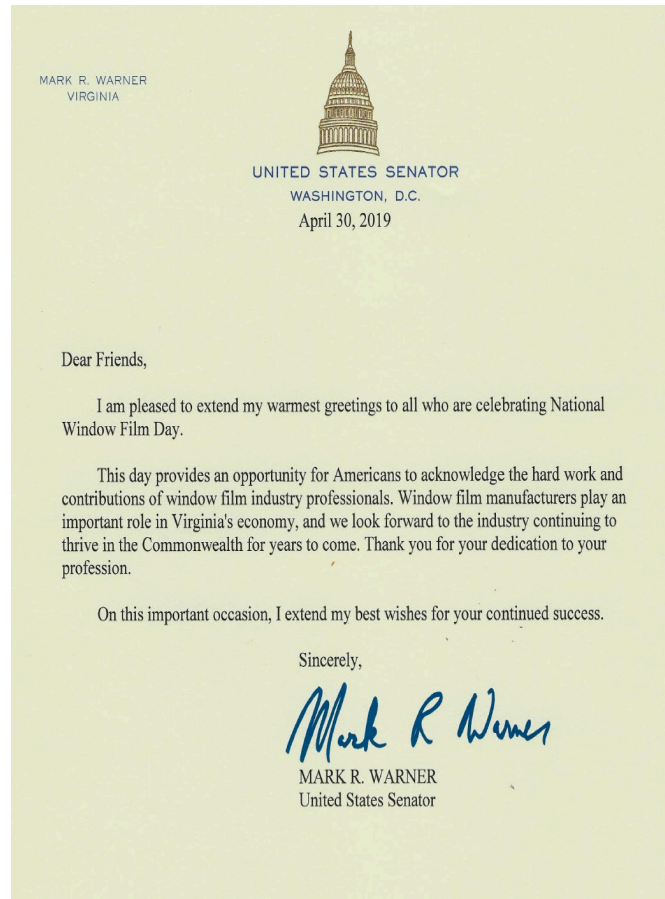 MARK R. WARNER
VIRGINIA
UNITED STATES SENATOR
WASHINGTON, D.C.
April 30, 2019
Dear Friends,
I am pleased to extend my warmest greetings to all who are celebrating National
Window Film Day.
This day provides an opportunity for Americans to acknowledge the hard work and
contributions of window film industry professionals. Window film manufacturers play an
important role in Virginia's economy, and we look forward to the industry continuing to
thrive in the Commonwealth for years to come. Thank you for your dedication to your
profession.
On this important occasion, I extend my best wishes for your continued success.
Sincerely,
Mark R Warner
MARK R. WARNER
United States Senator